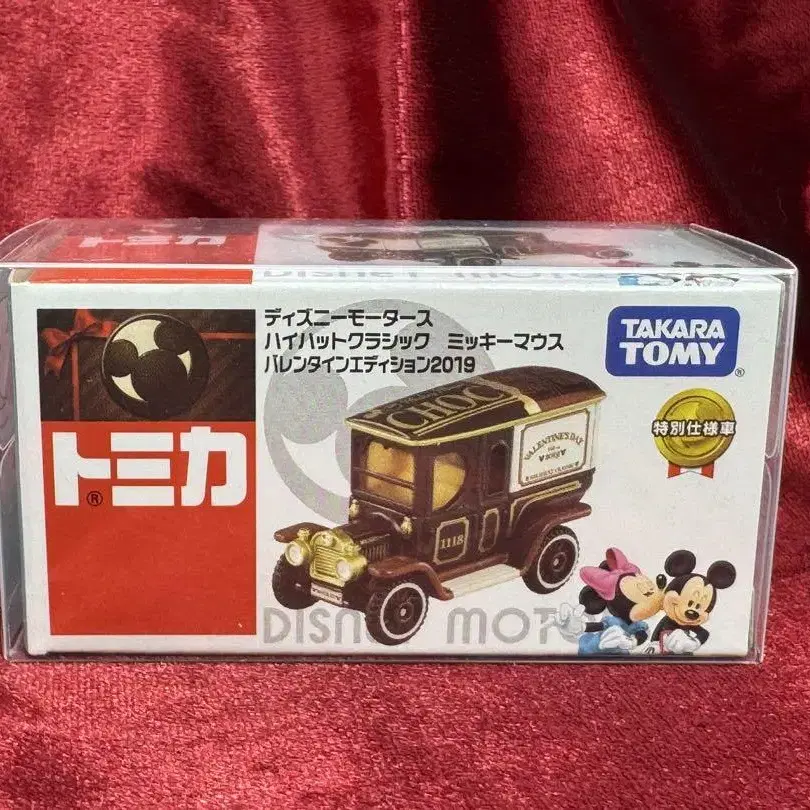 DISNEY MOTO
ディズニーモータース
ハイハットクラシック ミッキーマウス
バレンタインエディション2019
TAKARA
TOMY
®
特別仕様車
トミカ
®
CHOC
VALENTINE'S DAY
1118
DISNEY MOT